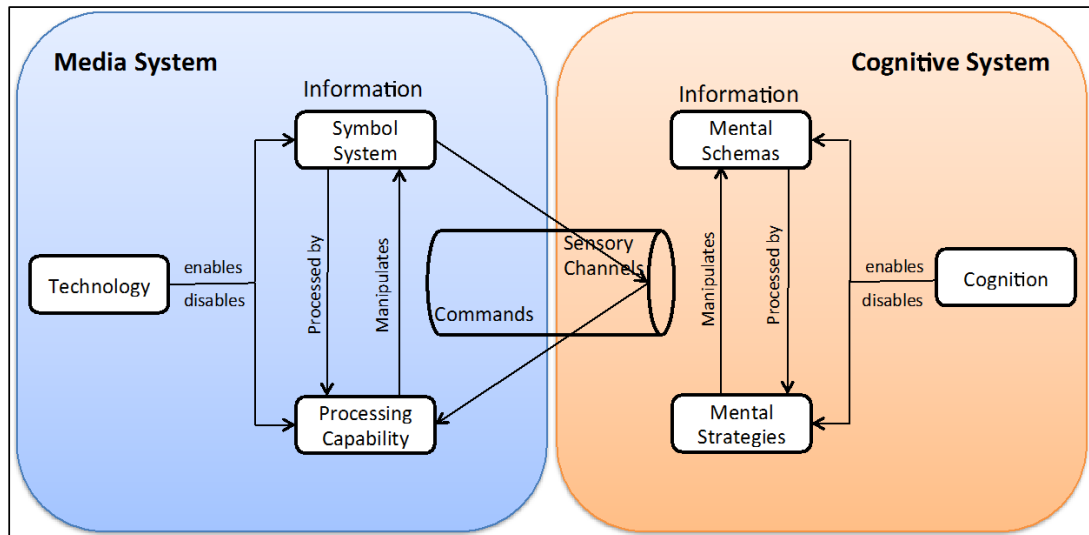 Media System
Cognitive System
Information
Symbol
System
Information
Mental
Schemas
Technology
enables
disables
Processed by
Manipulates
Sensory
Channels
Commands
Manipulates
Processed by
enables
disables
Cognition
Processing
Capability
Mental
Strategies